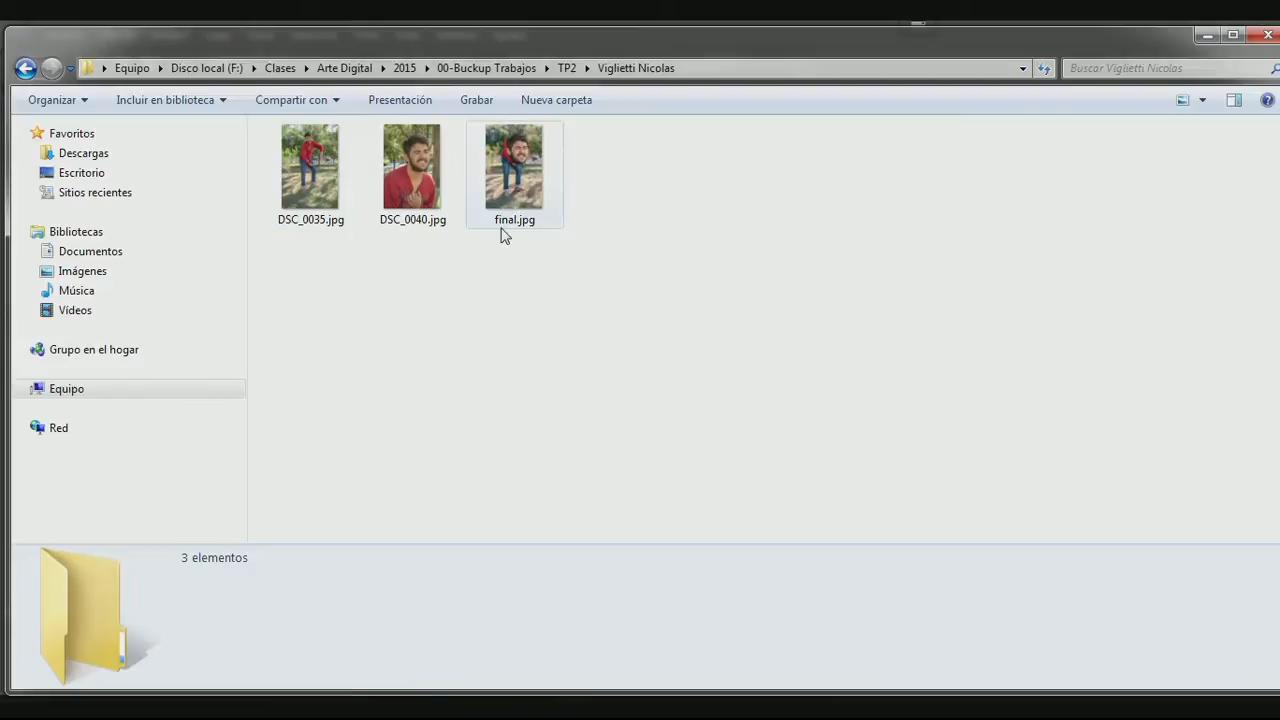 Equipo Disco local (F:) Clases Arte Digital 2015 00-Buckup Trabajos TP2 Viglietti Nicolas Buscar Viglietti Nicolas
Organizar Incluir en biblioteca Compartir con Presentación Grabar Nueva carpeta
Favoritos
Descargas
Escritorio
Sitios recientes
Bibliotecas
Documentos
Imágenes
Música
Vídeos
Grupo en el hogar
Equipo
Red
DSC_0035.jpg DSC_0040.jpg final.jpg
3 elementos